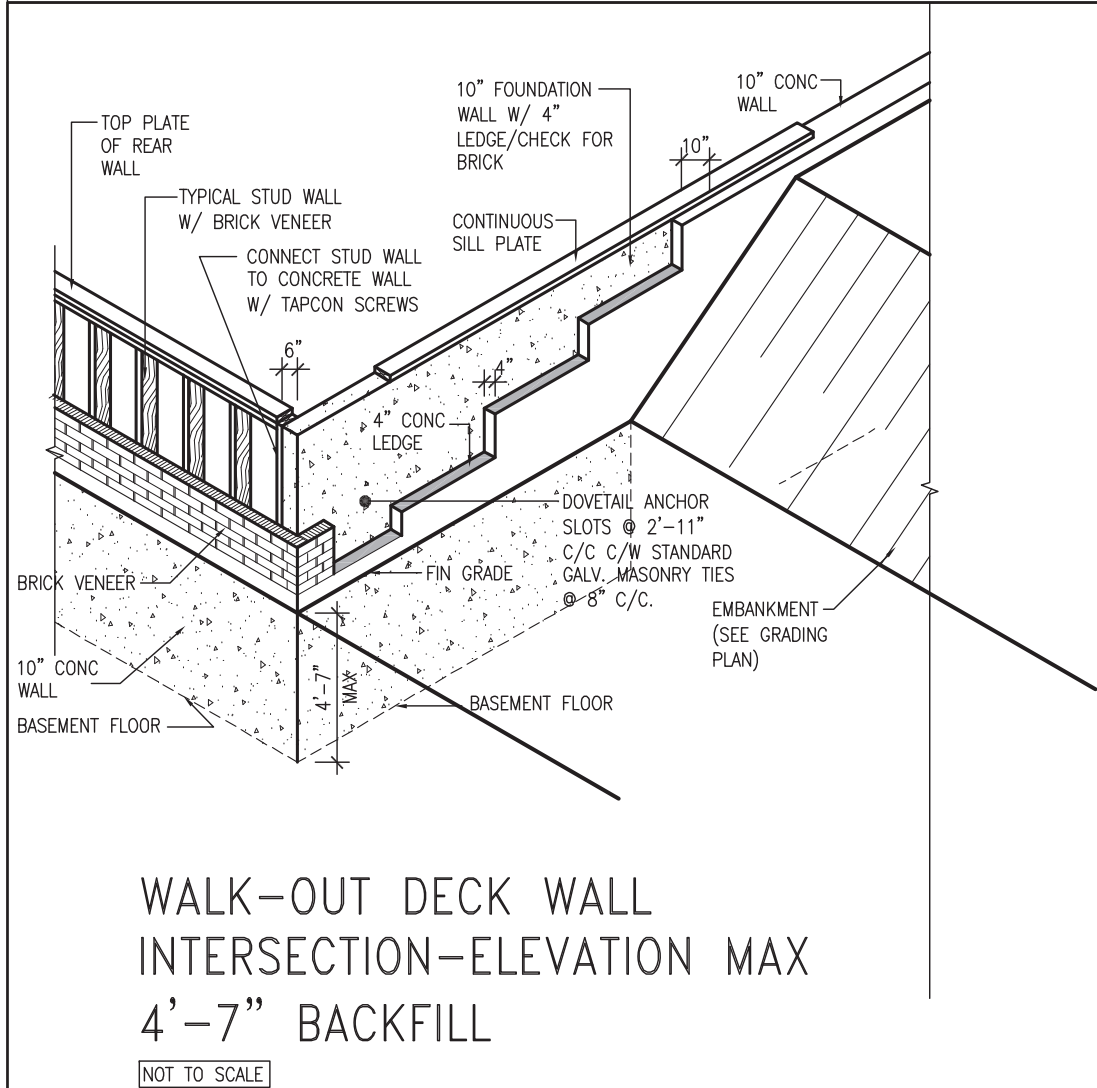 TOP PLATE
OF REAR
WALL
10" FOUNDATION
WALL W/ 4"
LEDGE/CHECK FOR
BRICK
10" CONC
WALL
10"
TYPICAL STUD WALL
W/ BRICK VENEER
CONTINUOUS
SILL PLATE
CONNECT STUD WALL
TO CONCRETE WALL
W/ TAPCON SCREWS
6"
4"
4" CONC
LEDGE
DOVETAIL ANCHOR
SLOTS @ 2'-11"
C/C C/W STANDARD
GALV. MASONRY TIES
@ 8" C/C.
FIN GRADE
BRICK VENEER
EMBANKMENT
(SEE GRADING
PLAN)
10" CONC
WALL
4'-7"
MAX
BASEMENT FLOOR
BASEMENT FLOOR
WALK-OUT DECK WALL
INTERSECTION-ELEVATION MAX
4'-7" BACKFILL
NOT TO SCALE